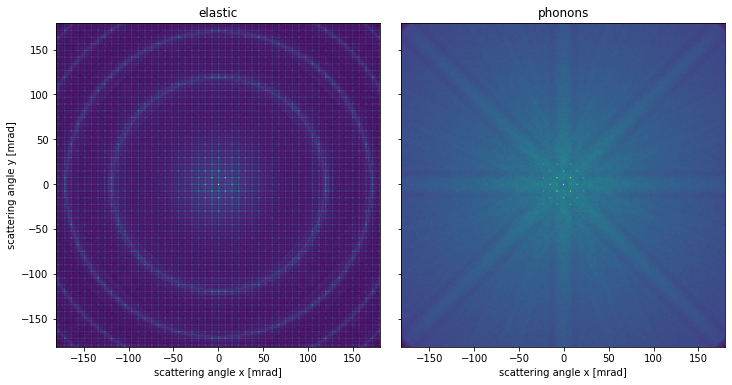 elastic
phonons
scattering angle y [mrad]
150
100
50
0
−50
−100
−150
−150 −100 −50 0 50 100 150
−150 −100 −50 0 50 100 150
scattering angle x [mrad]
scattering angle x [mrad]